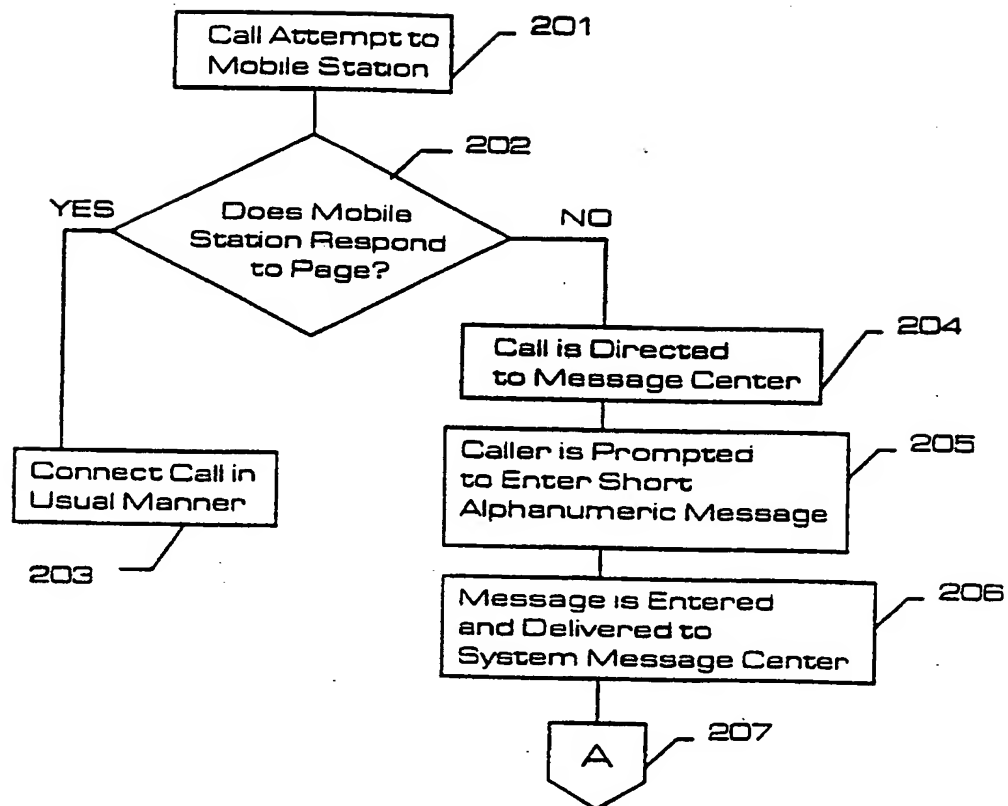 Call Attempt to
Mobile Station
201
202
YES
Does Mobile
Station Respond
to Page?
NO
Call is Directed
to Message Center
204
Caller is Prompted
to Enter Short
Alphanumeric Message
205
Connect Call in
Usual Manner
203
Message is Entered
and Delivered to
System Message Center
206
A
207